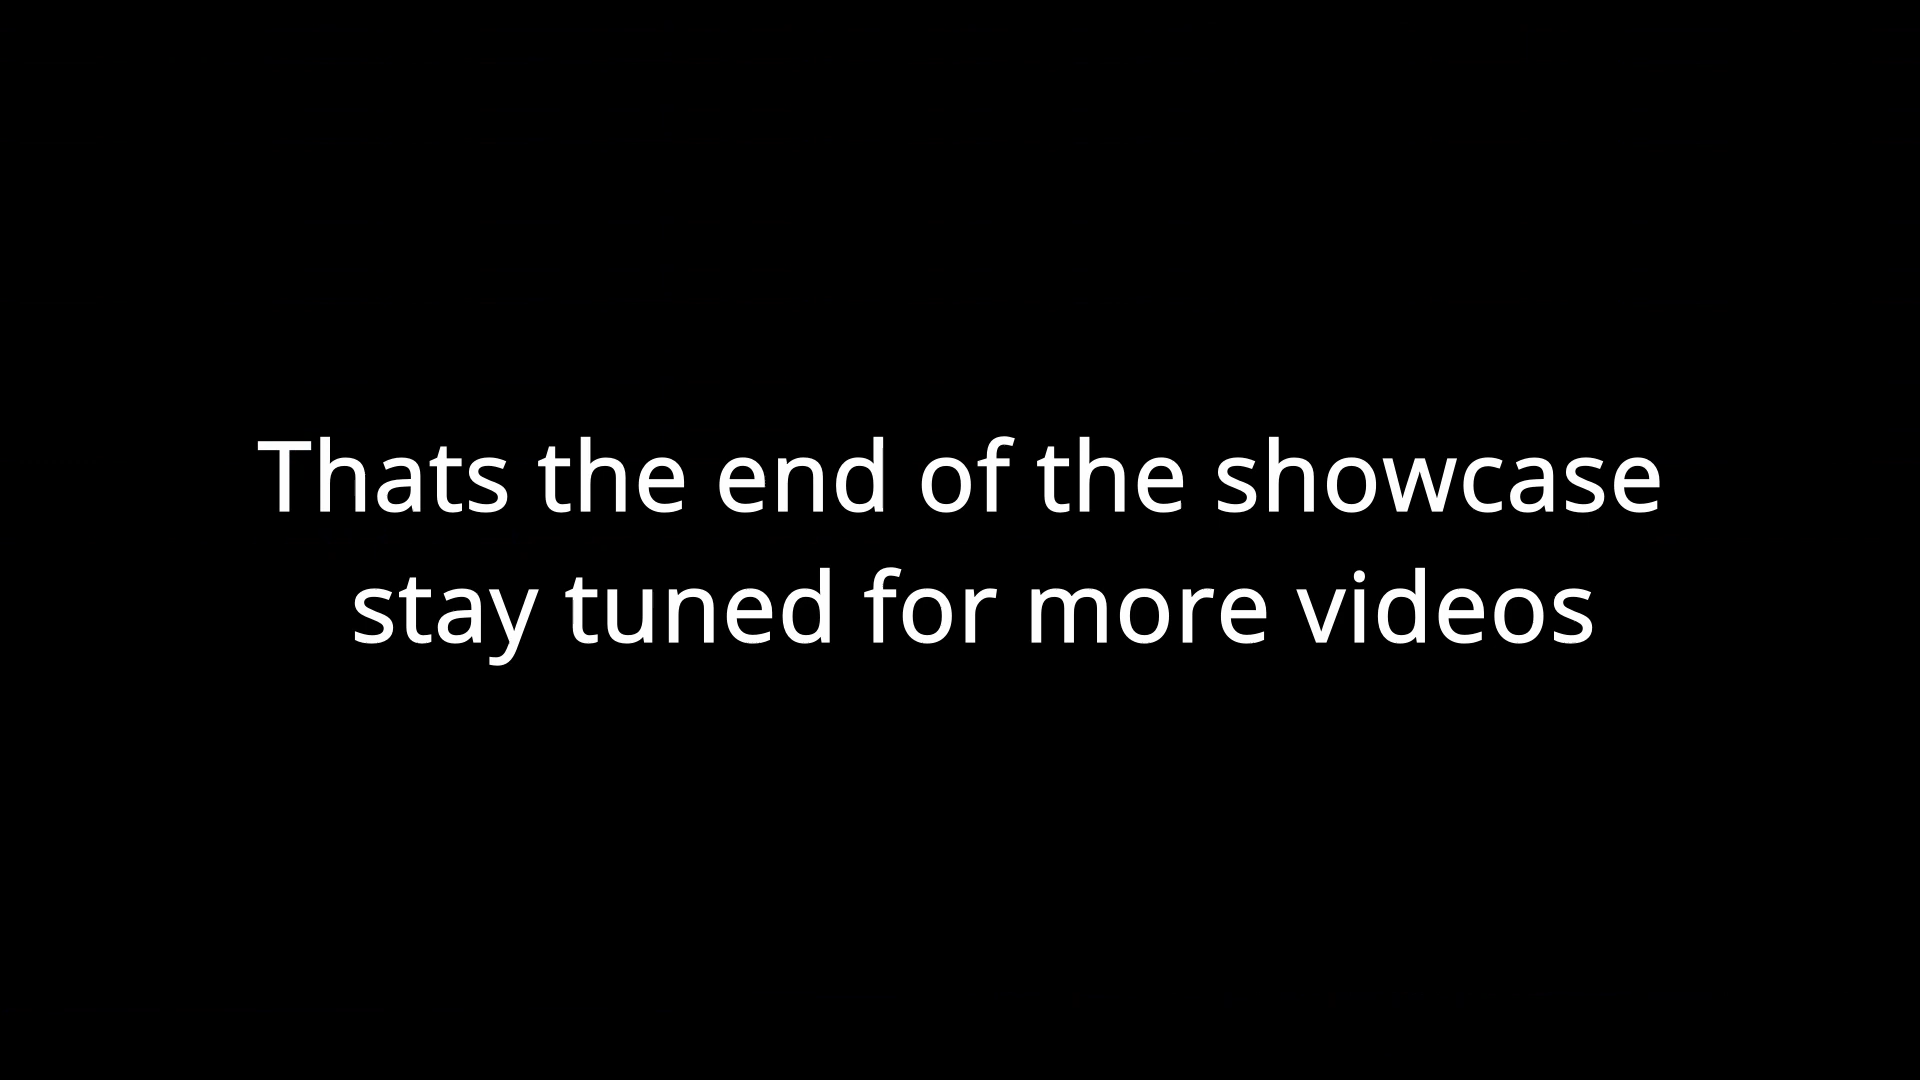 Thats the end of the showcase
stay tuned for more videos